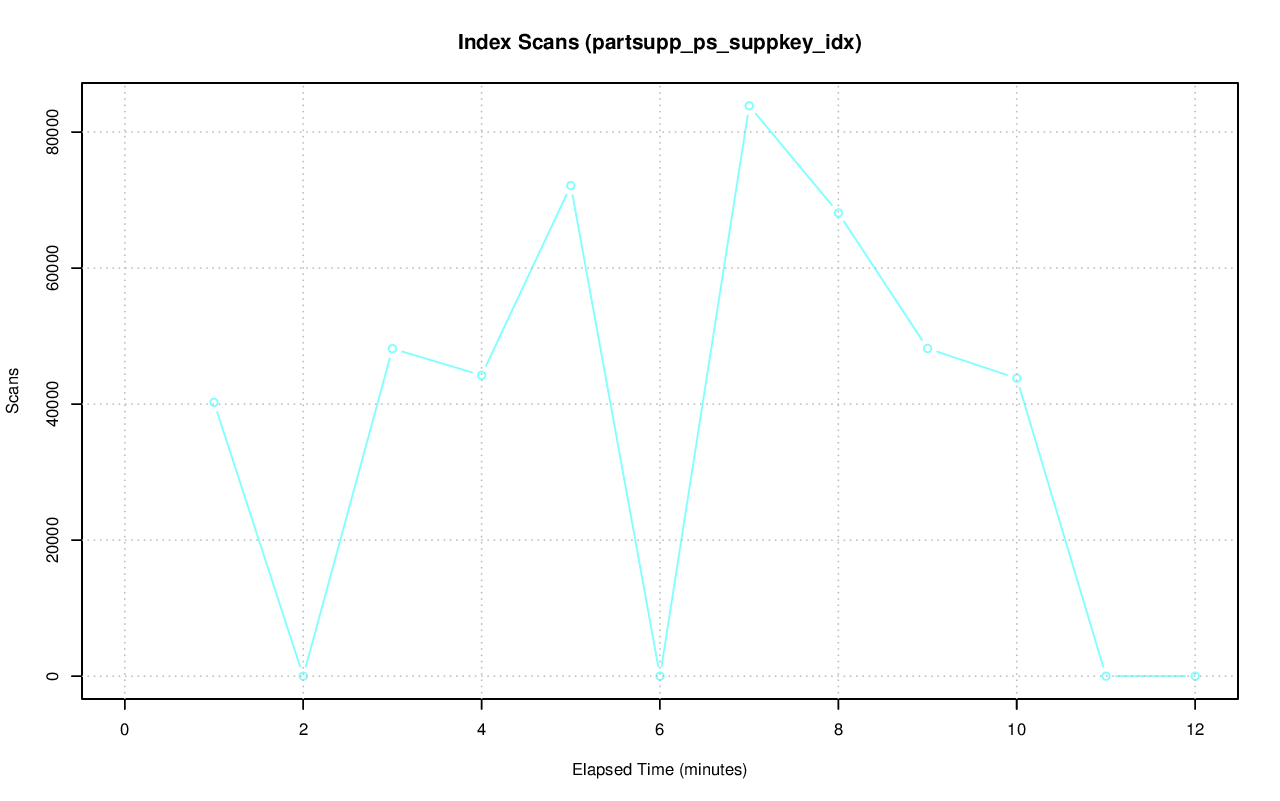 Index Scans (partsupp_ps_suppkey_idx)
80000
60000
40000
20000
0
Scans
0 2 4 6 8 10 12
Elapsed Time (minutes)